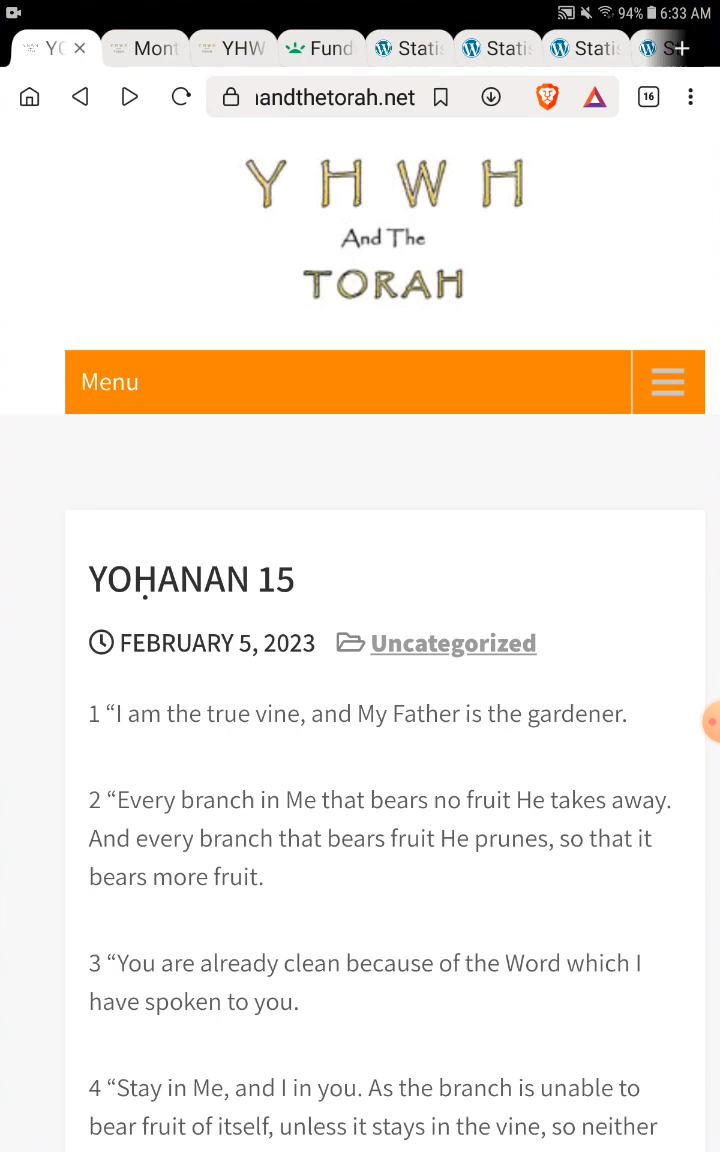 94% 6:33 AM
YO Mont YHW Fund Statis Statis Statis S
andthetorah.net 16
Y H W H
And The
TORAH
Menu
YOḤANAN 15
FEBRUARY 5, 2023 Uncategorized
1 “I am the true vine, and My Father is the gardener.
2 “Every branch in Me that bears no fruit He takes away.
And every branch that bears fruit He prunes, so that it
bears more fruit.
3 “You are already clean because of the Word which I
have spoken to you.
4 “Stay in Me, and I in you. As the branch is unable to
bear fruit of itself, unless it stays in the vine, so neither